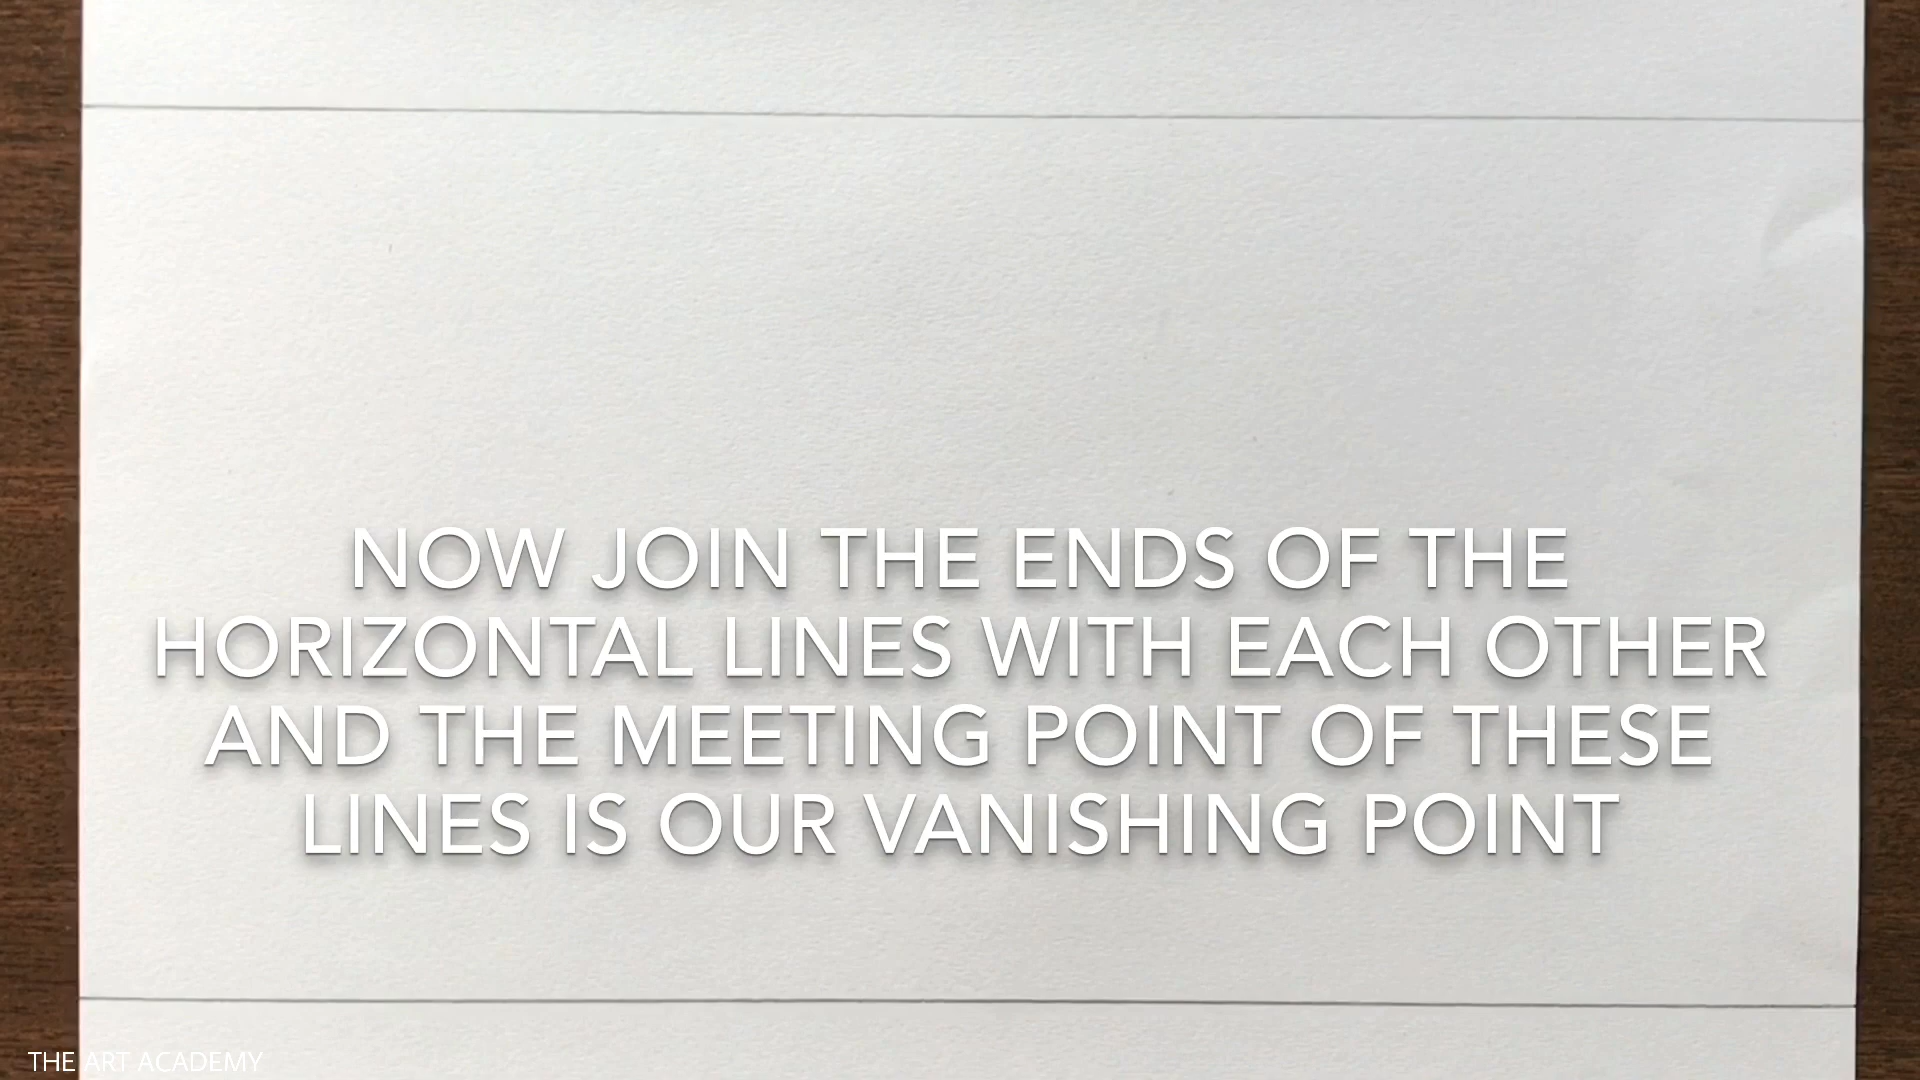 NOW JOIN THE ENDS OF THE
HORIZONTAL LINES WITH EACH OTHER
AND THE MEETING POINT OF THESE
LINES IS OUR VANISHING POINT
THE ART ACADEMY